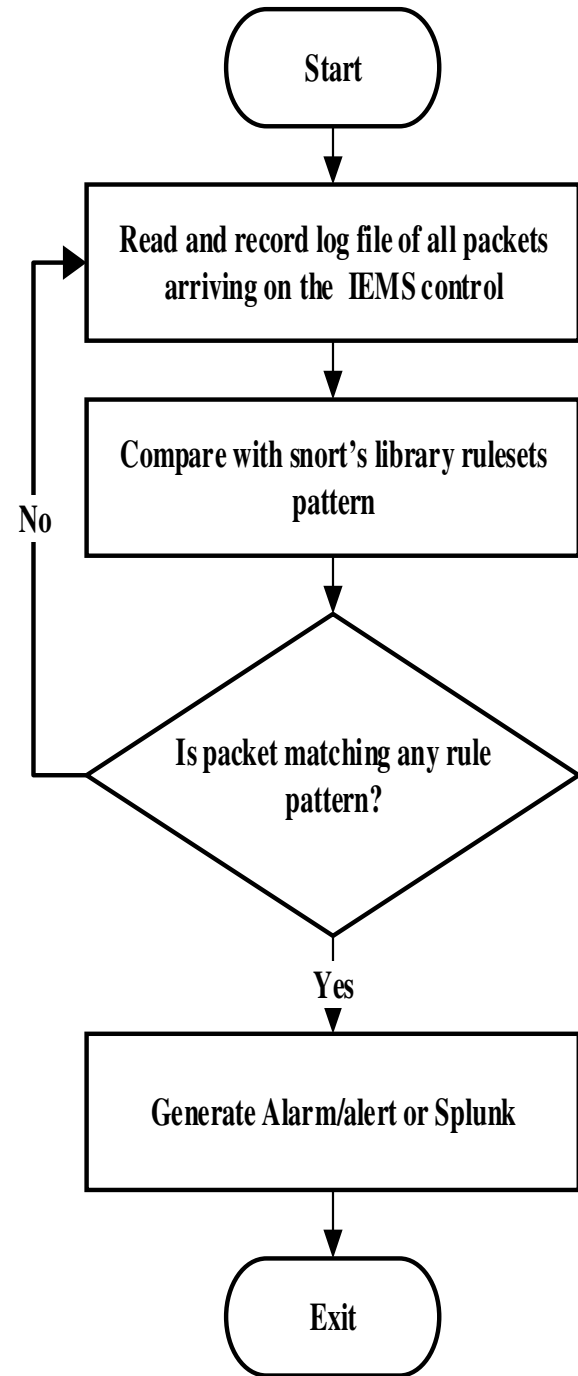 Start
Read and record log file of all packets
arriving on the IEMS control
Compare with snort's library rulesets
pattern
No
Is packet matching any rule
pattern?
Yes
Generate Alarm/alert or Splunk
Exit